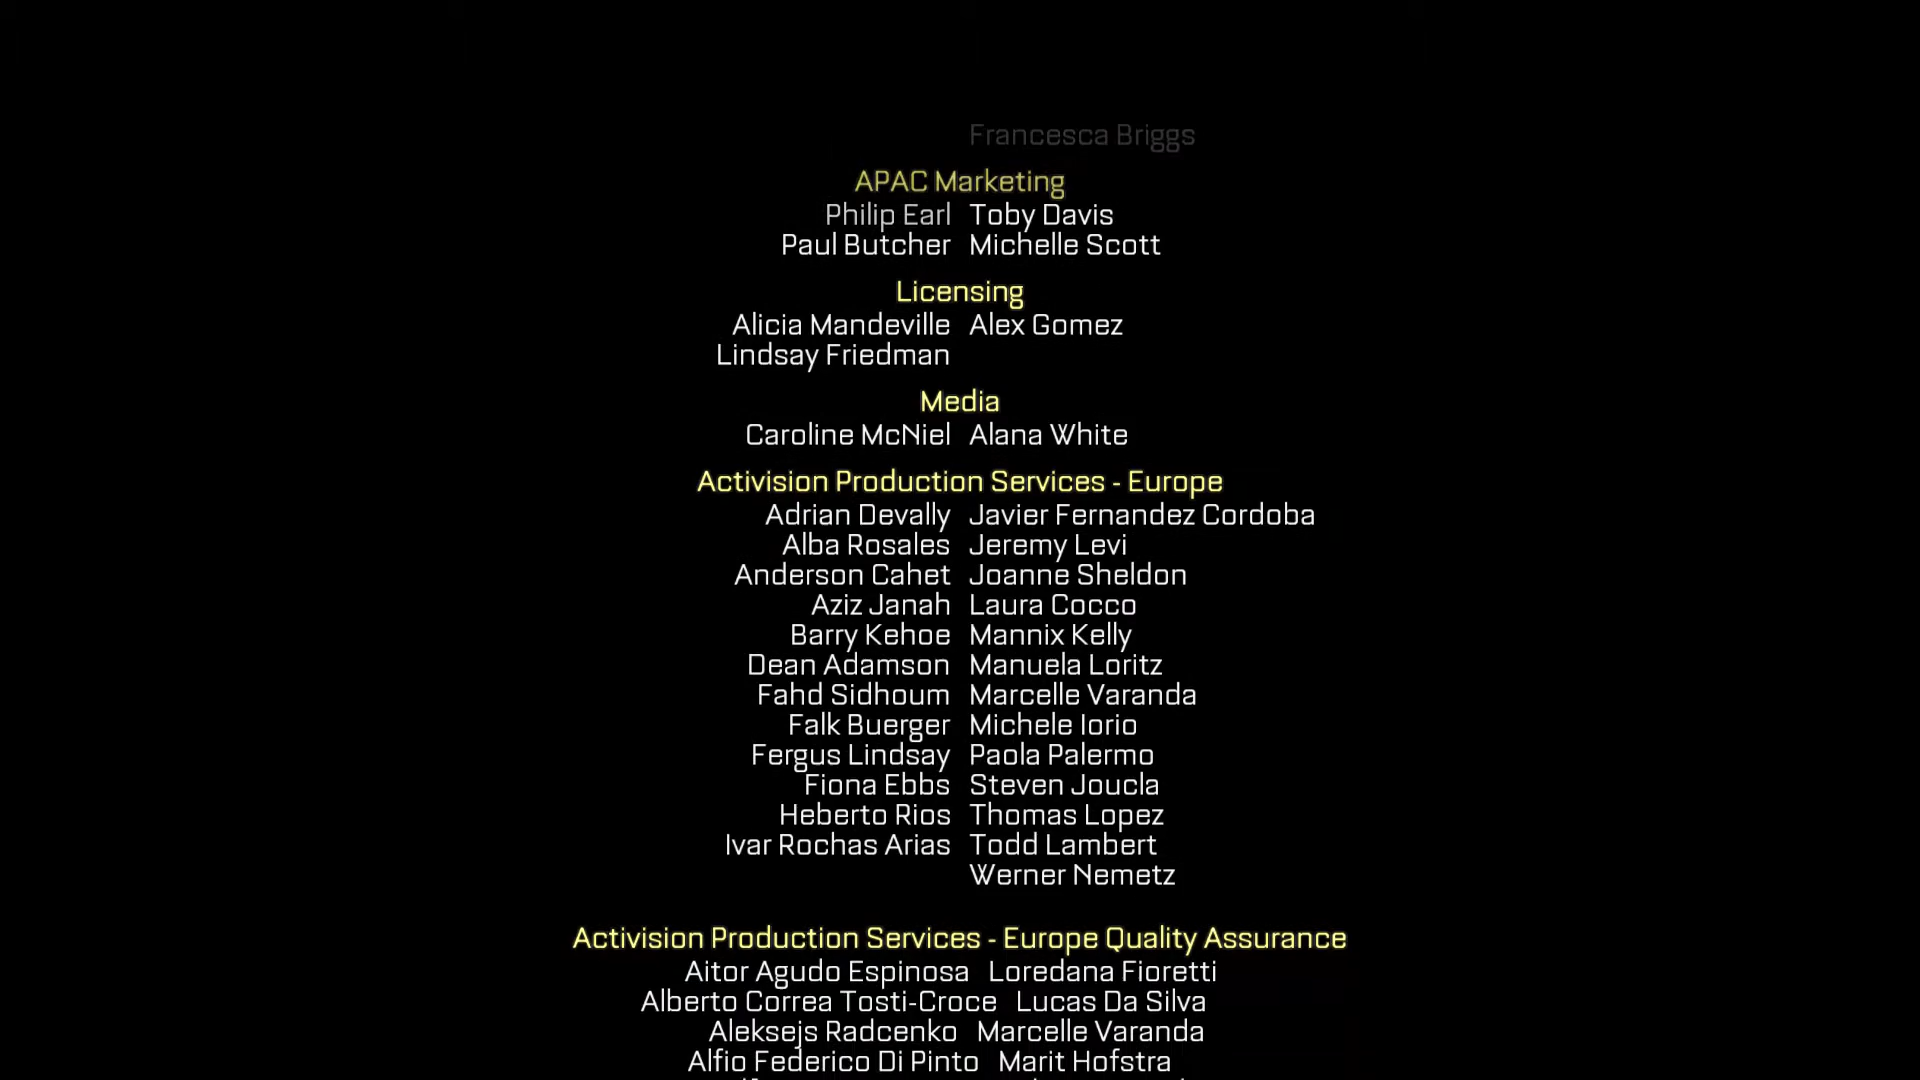 Francesca Briggs
APAC Marketing
Philip Earl Toby Davis
Paul Butcher Michelle Scott
Licensing
Alicia Mandeville Alex Gomez
Lindsay Friedman
Media
Caroline McNiel Alana White
Activision Production Services - Europe
Adrian Devally Javier Fernandez Cordoba
Alba Rosales Jeremy Levi
Anderson Cahet Joanne Sheldon
Aziz Janah Laura Cocco
Barry Kehoe Mannix Kelly
Dean Adamson Manuela Loritz
Fahd Sidhoum Marcelle Varanda
Falk Buerger Michele Iorio
Fergus Lindsay Paola Palermo
Fiona Ebbs Steven Joucla
Heberto Rios Thomas Lopez
Ivar Rochas Arias Todd Lambert
Werner Nemetz
Activision Production Services - Europe Quality Assurance
Aitor Agudo Espinosa Loredana Fioretti
Alberto Correa Tosti-Croce Lucas Da Silva
Aleksejs Radcenko Marcelle Varanda
Alfio Federico Di Pinto Marit Hofstra